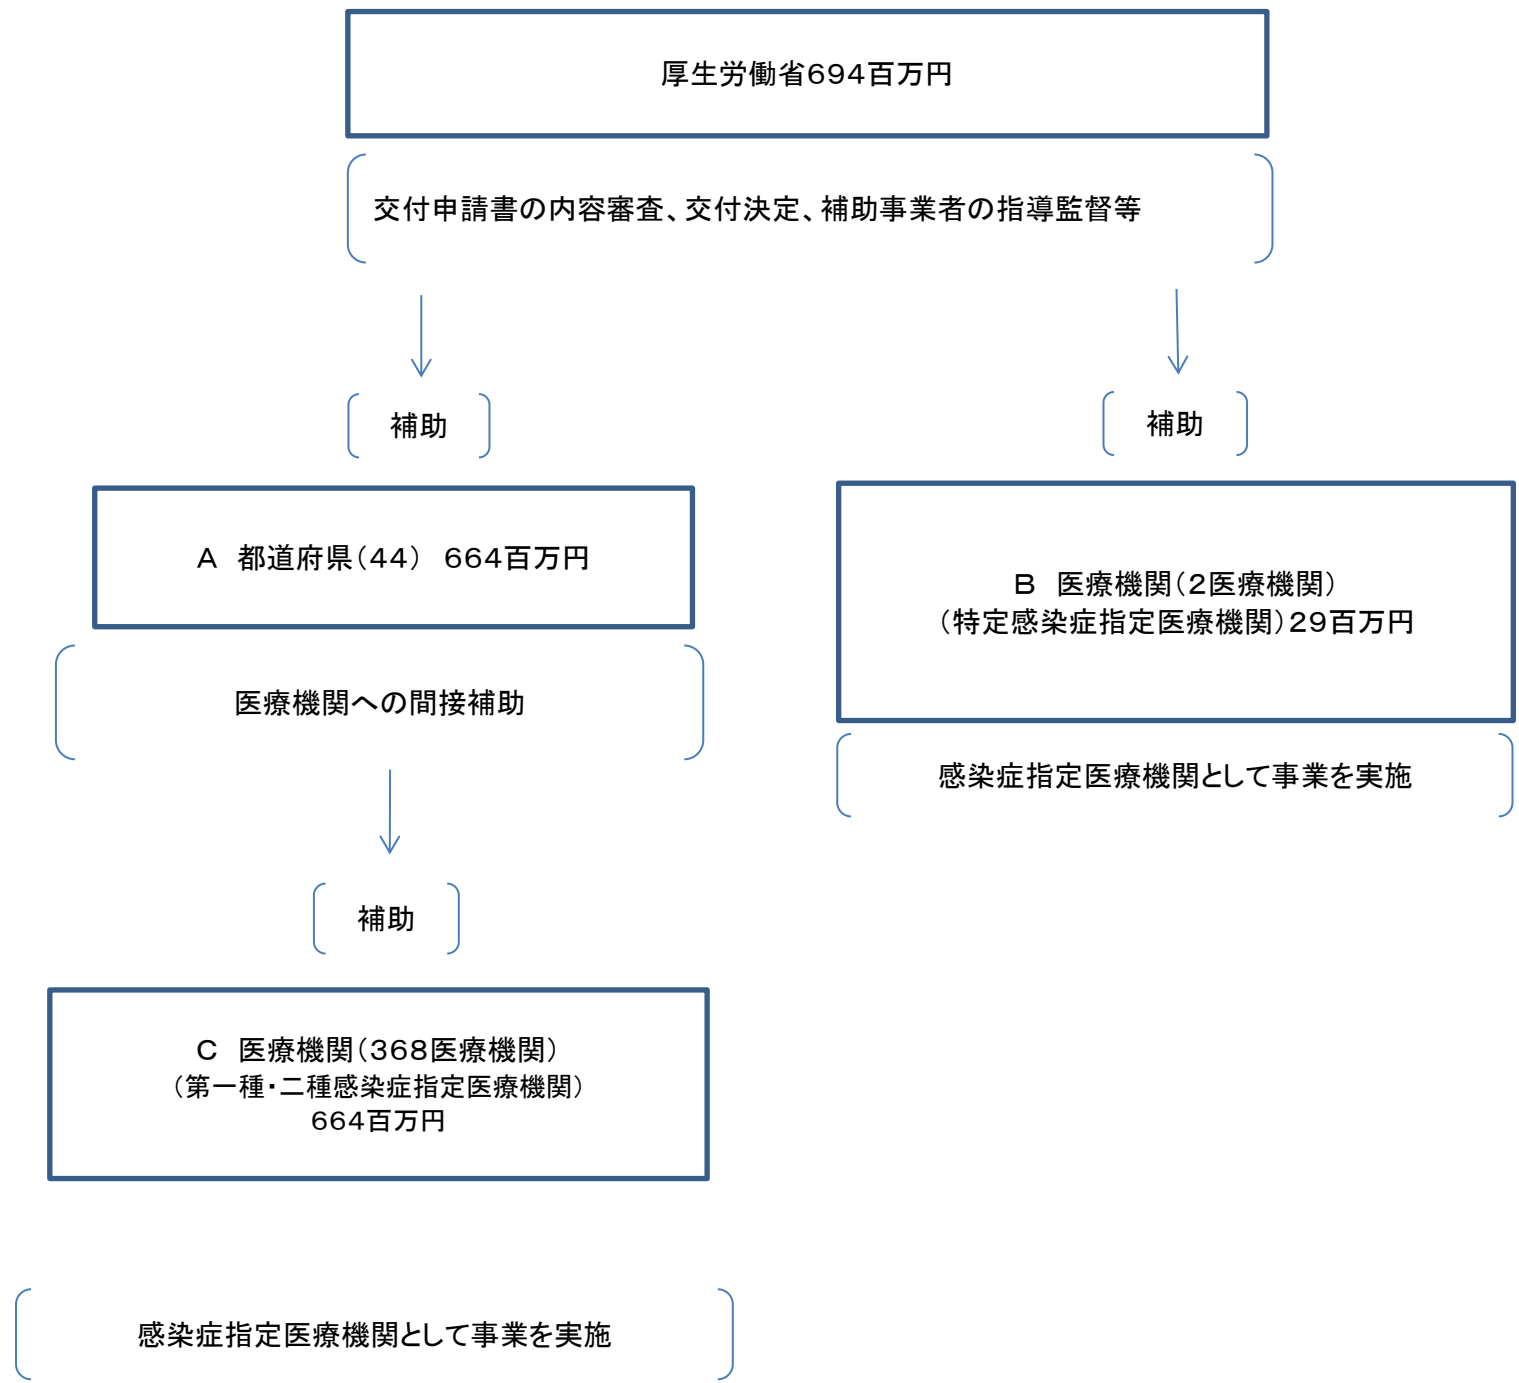 厚生労働省694百万円
交付申請書の内容審査、交付決定、補助事業者の指導監督等
補助
補助
A　都道府県（44）　664百万円
医療機関への間接補助
B　医療機関（2医療機関）
（特定感染症指定医療機関）29百万円
感染症指定医療機関として事業を実施
補助
C　医療機関（368医療機関）
（第一種・二種感染症指定医療機関）
664百万円
感染症指定医療機関として事業を実施